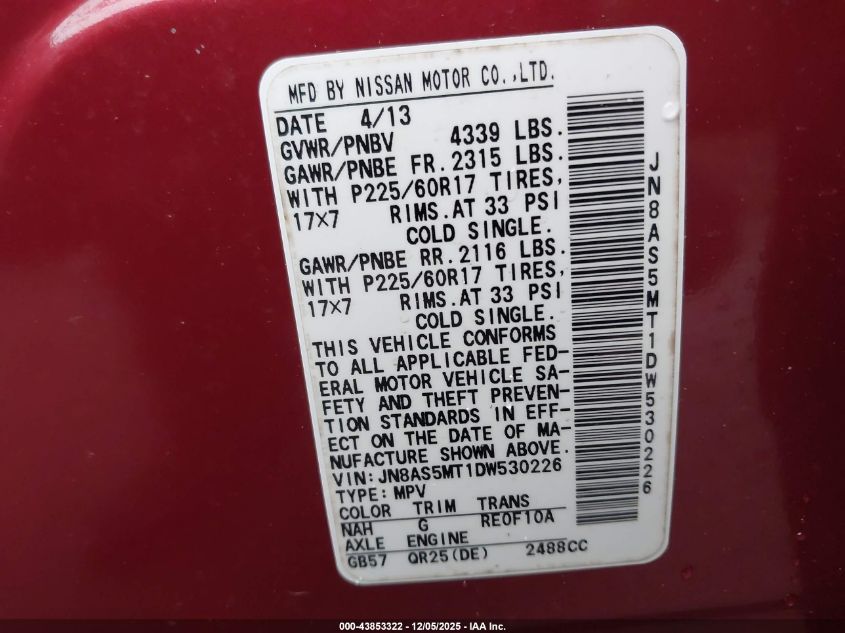 MFD BY NISSAN MOTOR CO.,LTD.
DATE 4/13
GVWR/PNBV 4339 LBS.
GAWR/PNBE FR.2315 LBS.
WITH P225/60R17 TIRES,
17×7 RIMS.AT 33 PSI
COLD SINGLE.
GAWR/PNBE RR.2116 LBS.
WITH P225/60R17 TIRES,
17×7 RIMS.AT 33 PSI
COLD SINGLE.
THIS VEHICLE CONFORMS
TO ALL APPLICABLE FED-
ERAL MOTOR VEHICLE SA-
FETY AND THEFT PREVEN-
TION STANDARDS IN EFF-
ECT ON THE DATE OF MA-
NUFACTURE SHOWN ABOVE.
VIN:JN8AS5MT1DW530226
TYPE:MPV
COLOR TRIM TRANS
NAH G RE0F10A
AXLE ENGINE
GB57 QR25(DE) 2488CC
JN8AS5MT1DW530226
000-43853322 - 12/05/2025 - IAA Inc.